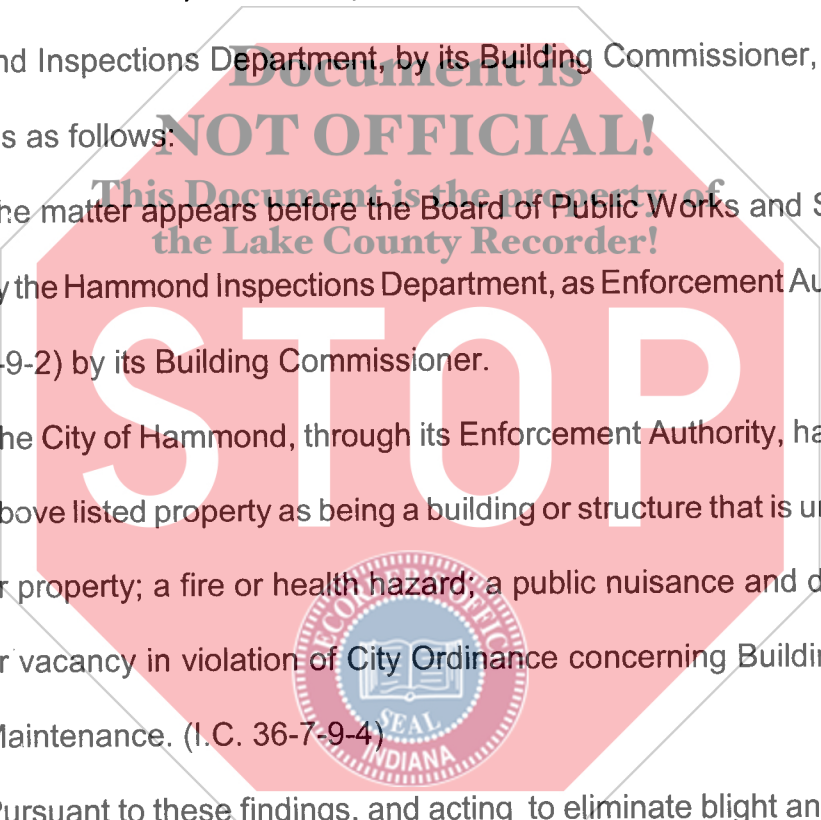 nd Inspections Department, by its Building Commissioner,
Document is
s as follows:
NOT OFFICIAL!
This Document is the property of
he matter appears before the Board of Public Works and S
the Lake County Recorder!
y the Hammond Inspections Department, as Enforcement Au
STOP
-9-2) by its Building Commissioner.
he City of Hammond, through its Enforcement Authority, ha
bove listed property as being a building or structure that is un
r property; a fire or health hazard; a public nuisance and d
RECORDER'S OFFICE
r vacancy in violation of City Ordinance concerning Buildin
SEAL
Maintenance. (I.C. 36-7-9-4)
INDIANA
Pursuant to these findings, and acting to eliminate blight an